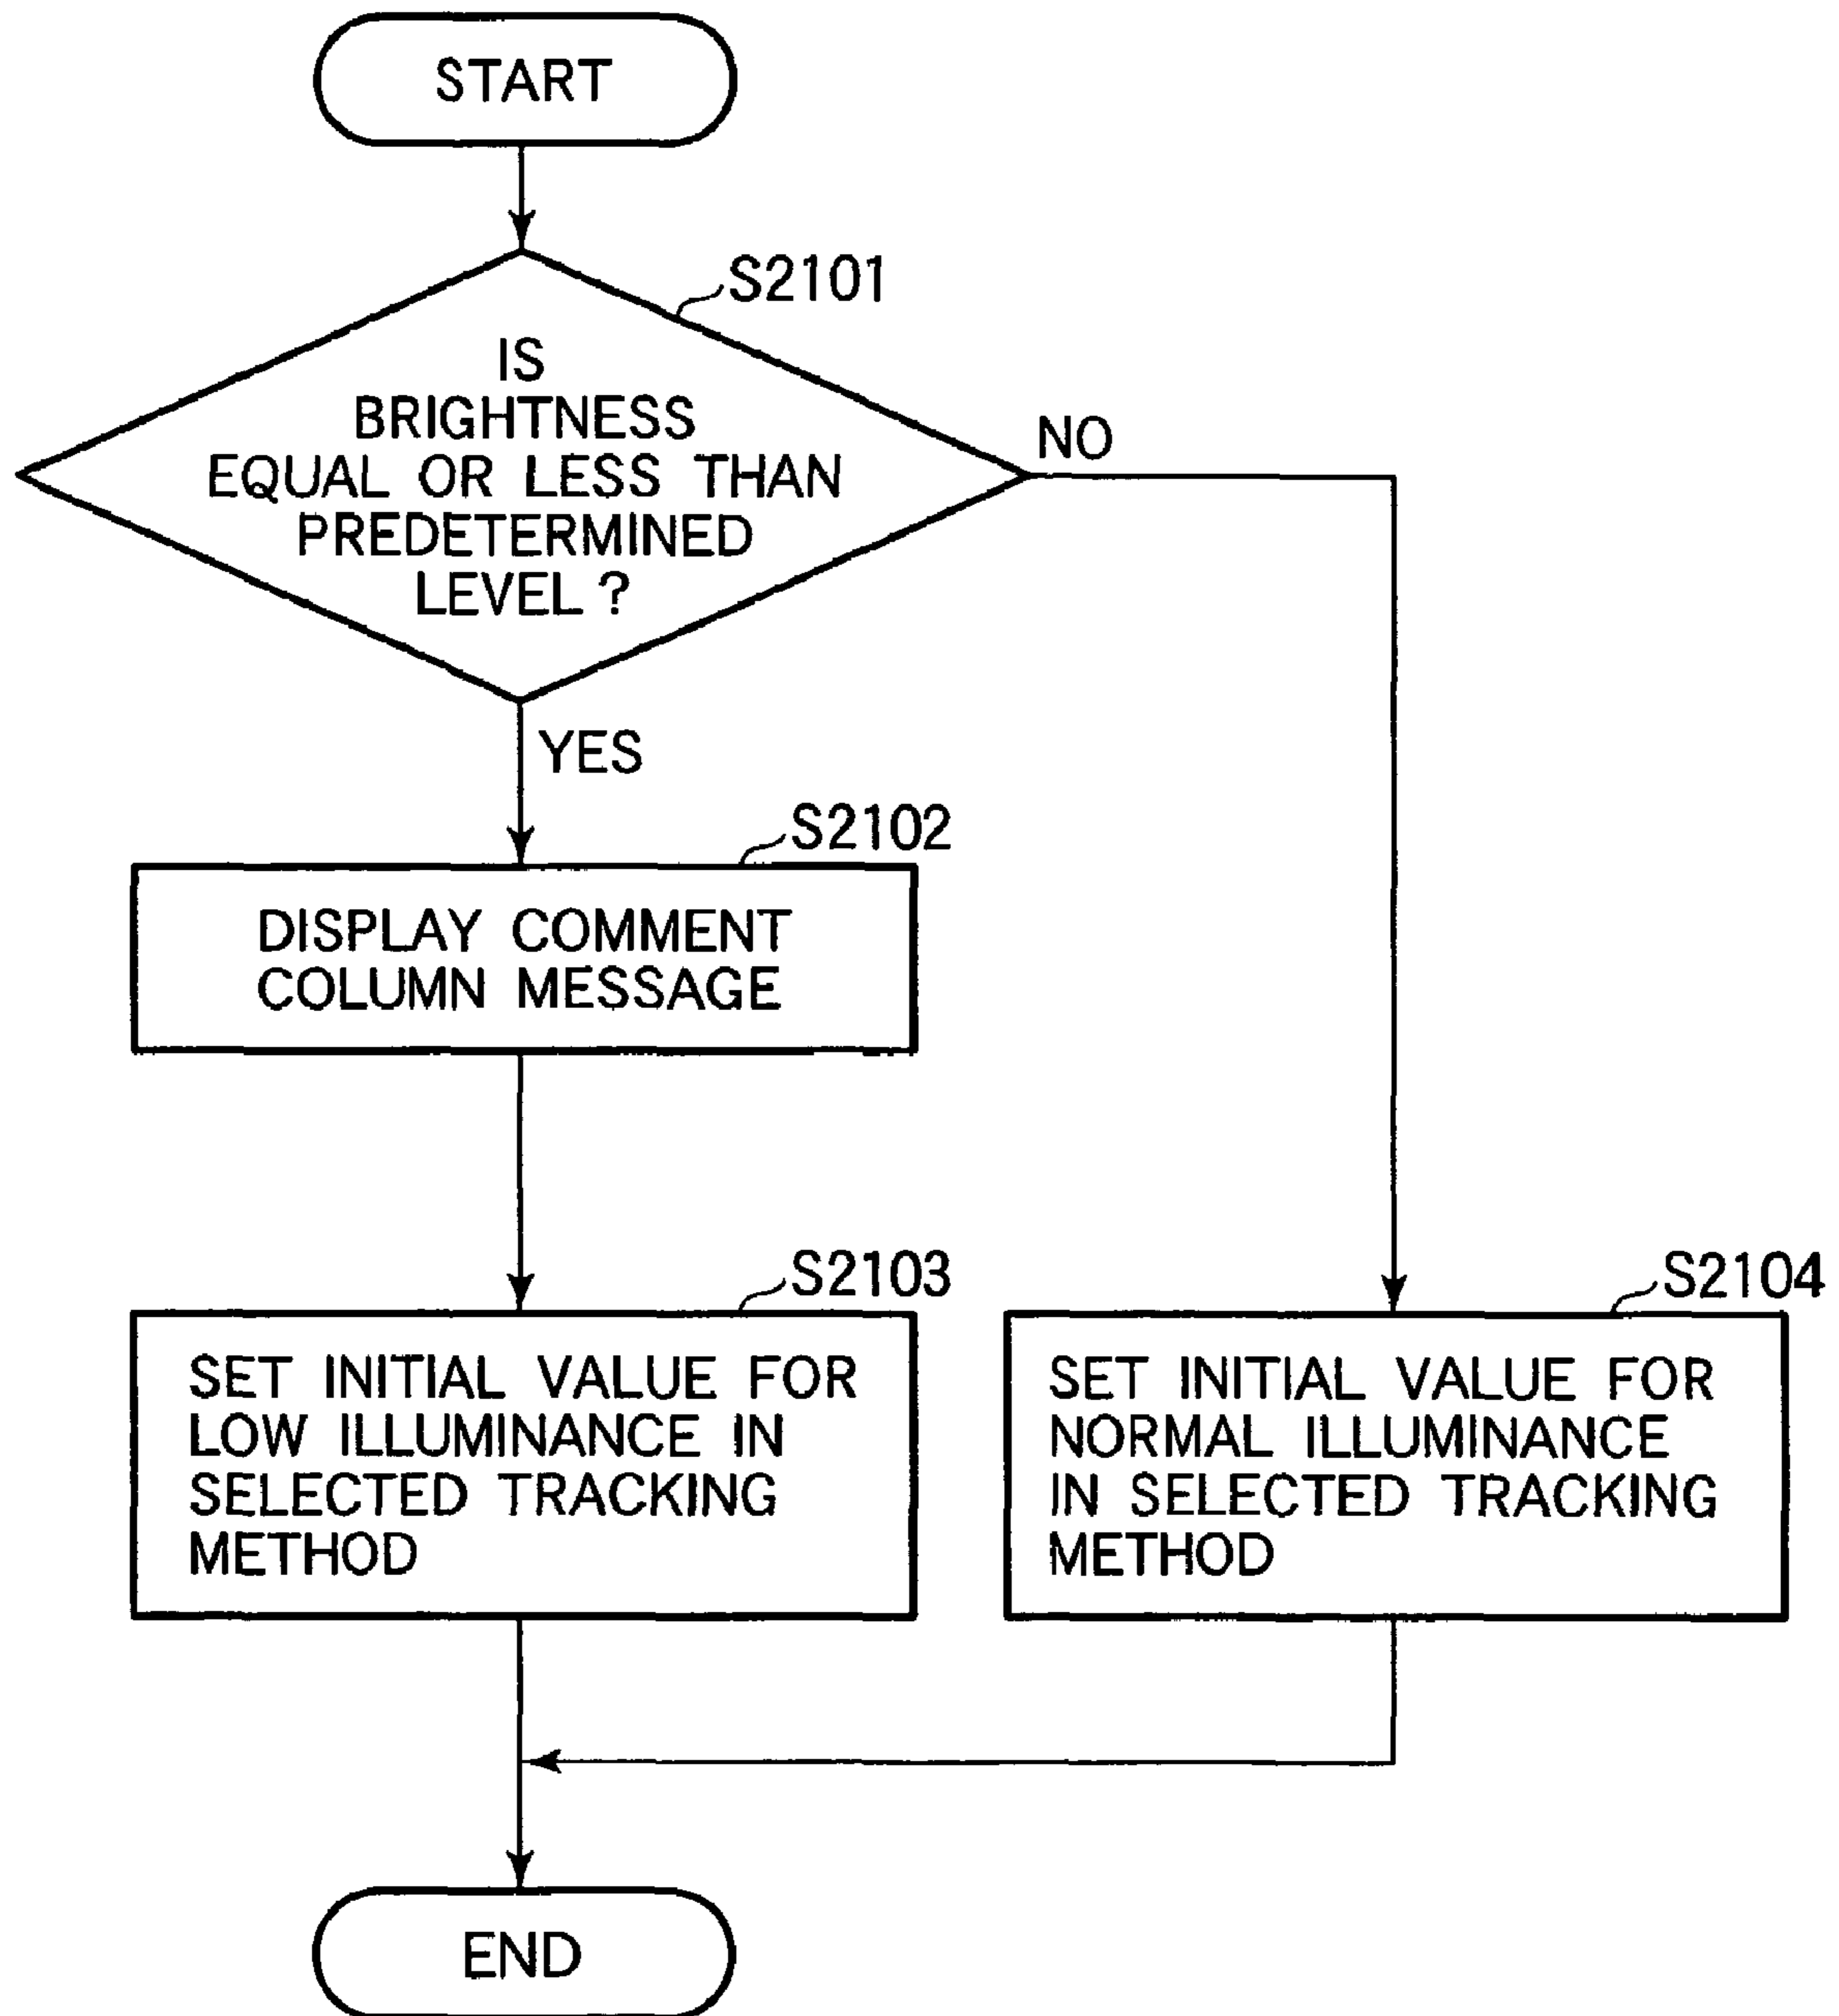 START
S2101
IS
BRIGHTNESS
EQUAL OR LESS THAN
PREDETERMINED
LEVEL ?
NO
YES
S2102
DISPLAY COMMENT
COLUMN MESSAGE
S2103
SET INITIAL VALUE FOR
LOW ILLUMINANCE IN
SELECTED TRACKING
METHOD
S2104
SET INITIAL VALUE FOR
NORMAL ILLUMINANCE
IN SELECTED TRACKING
METHOD
END